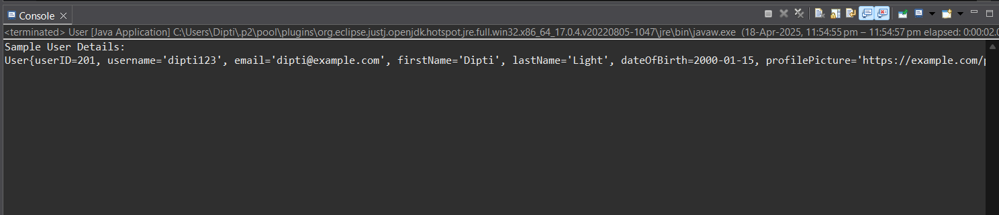 Console
<terminated> User [Java Application] C:\Users\Dipti\.p2\pool\plugins\org.eclipse.justj.openjdk.hotspot.jre.full.win32.x86_64_17.0.4.v20220805-1047\jre\bin\javaw.exe (18-Apr-2025, 11:54:55 pm – 11:54:57 pm elapsed: 0:00:02.0
Sample User Details:
User{userID=201, username='dipti123', email='dipti@example.com', firstName='Dipti', lastName='Light', dateOfBirth=2000-01-15, profilePicture='https://example.com/p